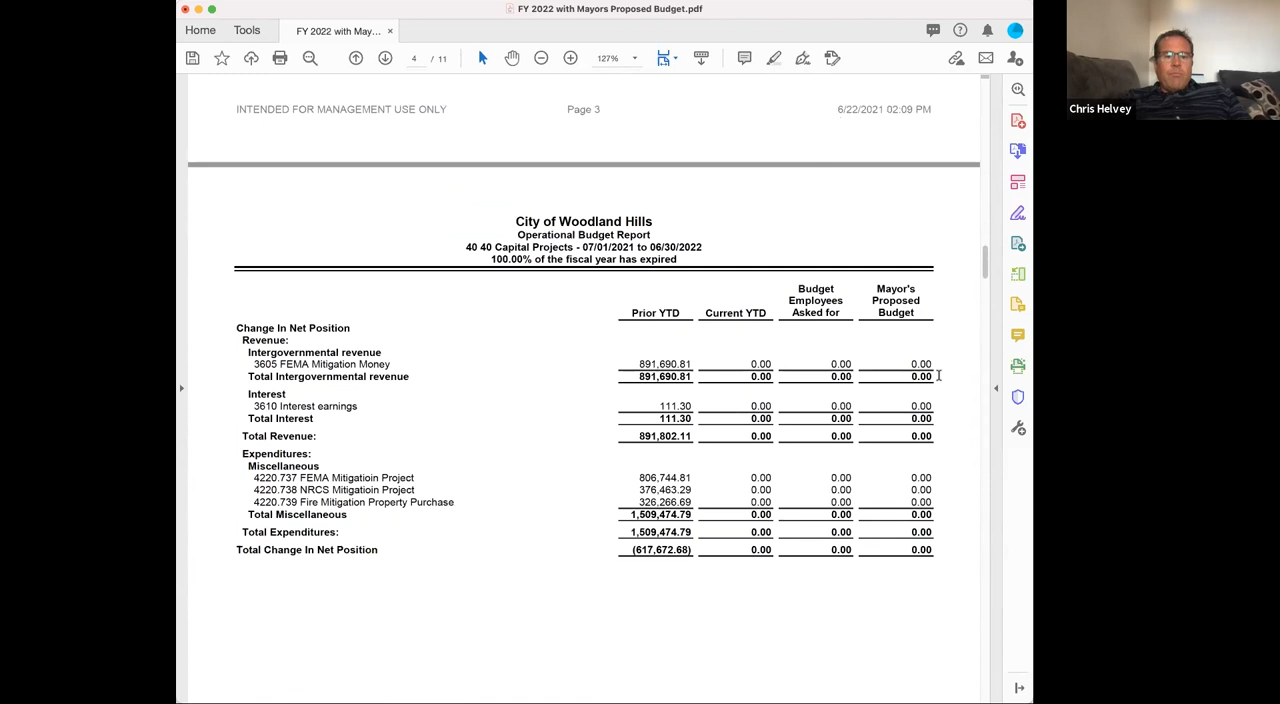 FY 2022 with Mayors Proposed Budget.pdf
Home Tools FY 2022 with May... ×
4 / 11 127%
Chris Helvey
INTENDED FOR MANAGEMENT USE ONLY Page 3 6/22/2021 02:09 PM
City of Woodland Hills
Operational Budget Report
40 40 Capital Projects - 07/01/2021 to 06/30/2022
100.00% of the fiscal year has expired
Prior YTD Current YTD Budget Employees Asked for Mayor's Proposed Budget
Change In Net Position
Revenue:
Intergovernmental revenue
3605 FEMA Mitigation Money 891,690.81 0.00 0.00 0.00
Total Intergovernmental revenue 891,690.81 0.00 0.00 0.00
Interest
3610 Interest earnings 111.30 0.00 0.00 0.00
Total Interest 111.30 0.00 0.00 0.00
Total Revenue: 891,802.11 0.00 0.00 0.00
Expenditures:
Miscellaneous
4220.737 FEMA Mitigatioin Project 806,744.81 0.00 0.00 0.00
4220.738 NRCS Mitigatioin Project 376,463.29 0.00 0.00 0.00
4220.739 Fire Mitigation Property Purchase 326,266.69 0.00 0.00 0.00
Total Miscellaneous 1,509,474.79 0.00 0.00 0.00
Total Expenditures: 1,509,474.79 0.00 0.00 0.00
Total Change In Net Position (617,672.68) 0.00 0.00 0.00